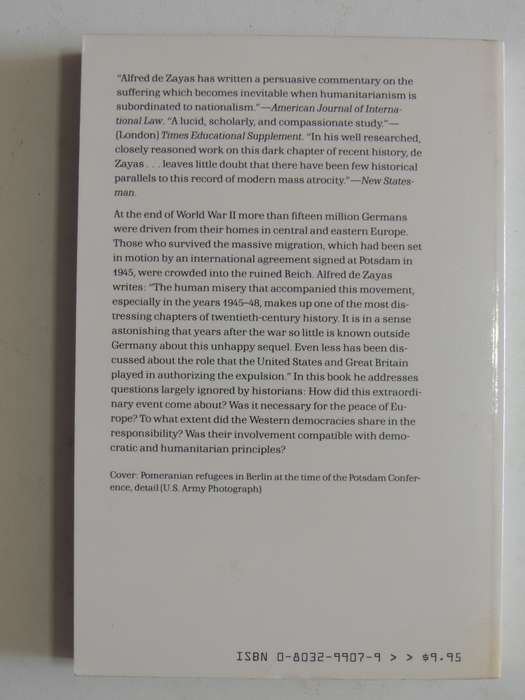 “Alfred de Zayas has written a persuasive commentary on the
suffering which becomes inevitable when humanitarianism is
subordinated to nationalism.”—American Journal of Interna-
tional Law. “A lucid, scholarly, and compassionate study.”—
(London) Times Educational Supplement. “In his well researched,
closely reasoned work on this dark chapter of recent history, de
Zayas . . . leaves little doubt that there have been few historical
parallels to this record of modern mass atrocity.”—New States-
man.
At the end of World War II more than fifteen million Germans
were driven from their homes in central and eastern Europe.
Those who survived the massive migration, which had been set
in motion by an international agreement signed at Potsdam in
1945, were crowded into the ruined Reich. Alfred de Zayas
writes: “The human misery that accompanied this movement,
especially in the years 1945–48, makes up one of the most dis-
tressing chapters of twentieth-century history. It is in a sense
astonishing that years after the war so little is known outside
Germany about this unhappy sequel. Even less has been dis-
cussed about the role that the United States and Great Britain
played in authorizing the expulsion.” In this book he addresses
questions largely ignored by historians: How did this extraordi-
nary event come about? Was it necessary for the peace of Eu-
rope? To what extent did the Western democracies share in the
responsibility? Was their involvement compatible with demo-
cratic and humanitarian principles?
Cover: Pomeranian refugees in Berlin at the time of the Potsdam Confer-
ence, detail (U.S. Army Photograph)
ISBN 0-8032-9907-9 > > $9.95